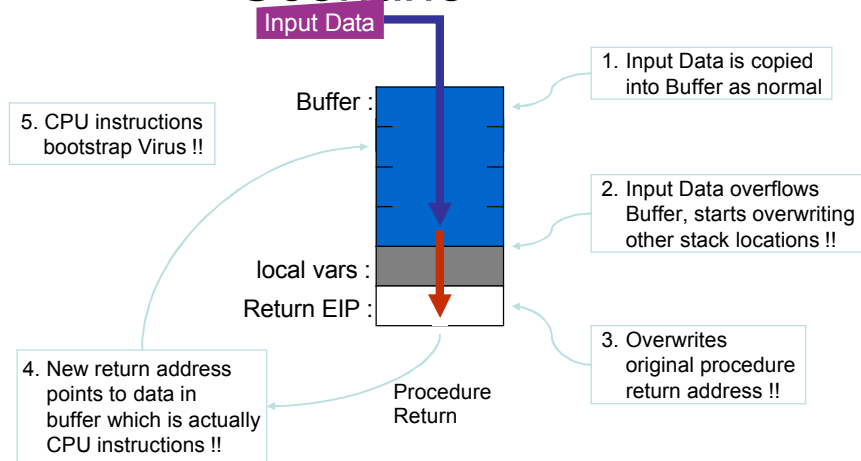 Input Data
1. Input Data is copied
into Buffer as normal
Buffer :
5. CPU instructions
bootstrap Virus !!
2. Input Data overflows
Buffer, starts overwriting
other stack locations !!
local vars :
Return EIP :
3. Overwrites
original procedure
return address !!
4. New return address
points to data in
buffer which is actually
CPU instructions !!
Procedure
Return